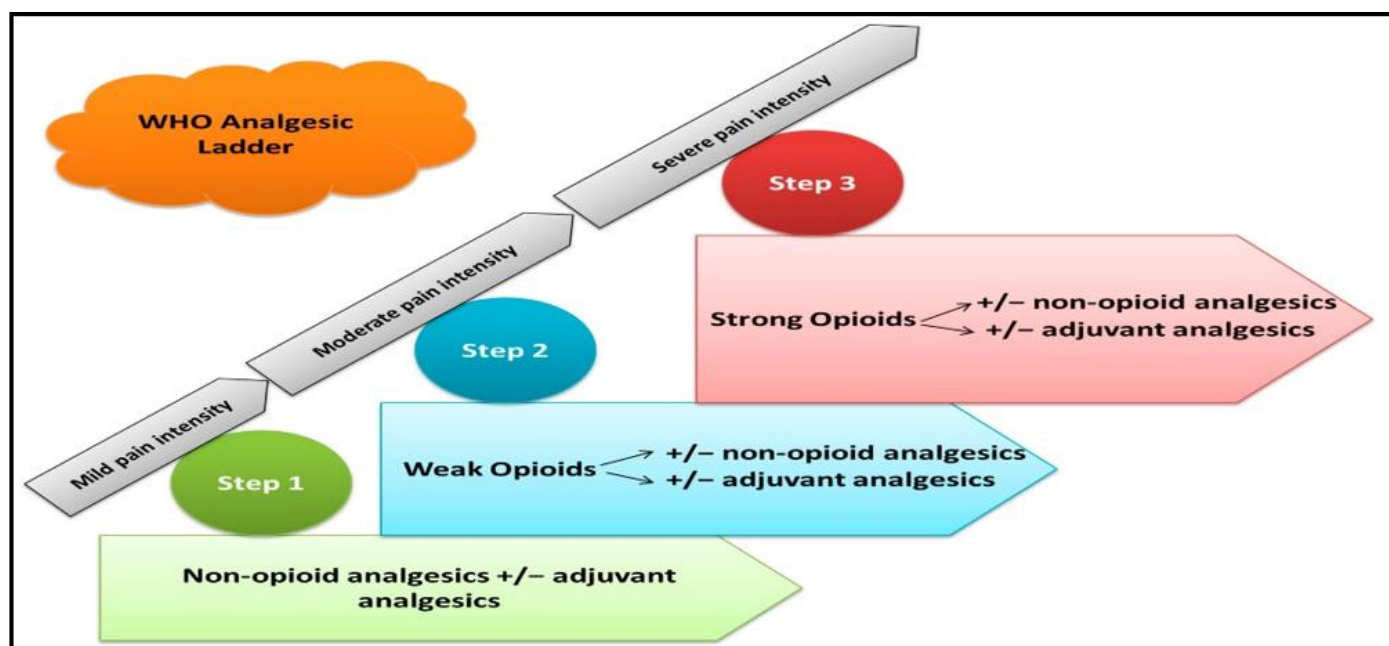 WHO Analgesic
Ladder
Severe pain intensity
Step 3
Strong Opioids
+/− non-opioid analgesics
+/− adjuvant analgesics
Moderate pain intensity
Step 2
Weak Opioids
+/− non-opioid analgesics
+/− adjuvant analgesics
Mild pain intensity
Step 1
Non-opioid analgesics +/− adjuvant
analgesics